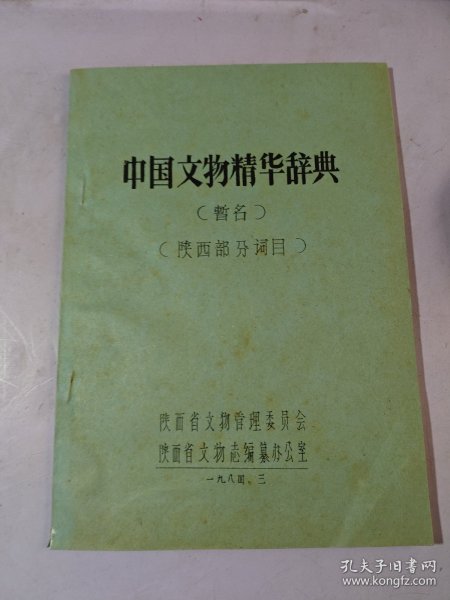 中国文物精华辞典
（暂名）
（陕西部分词目）
陕西省文物管理委员会
陕西省文物志编纂办公室
一九八四、三
孔夫子旧书网
www.kongfz.com